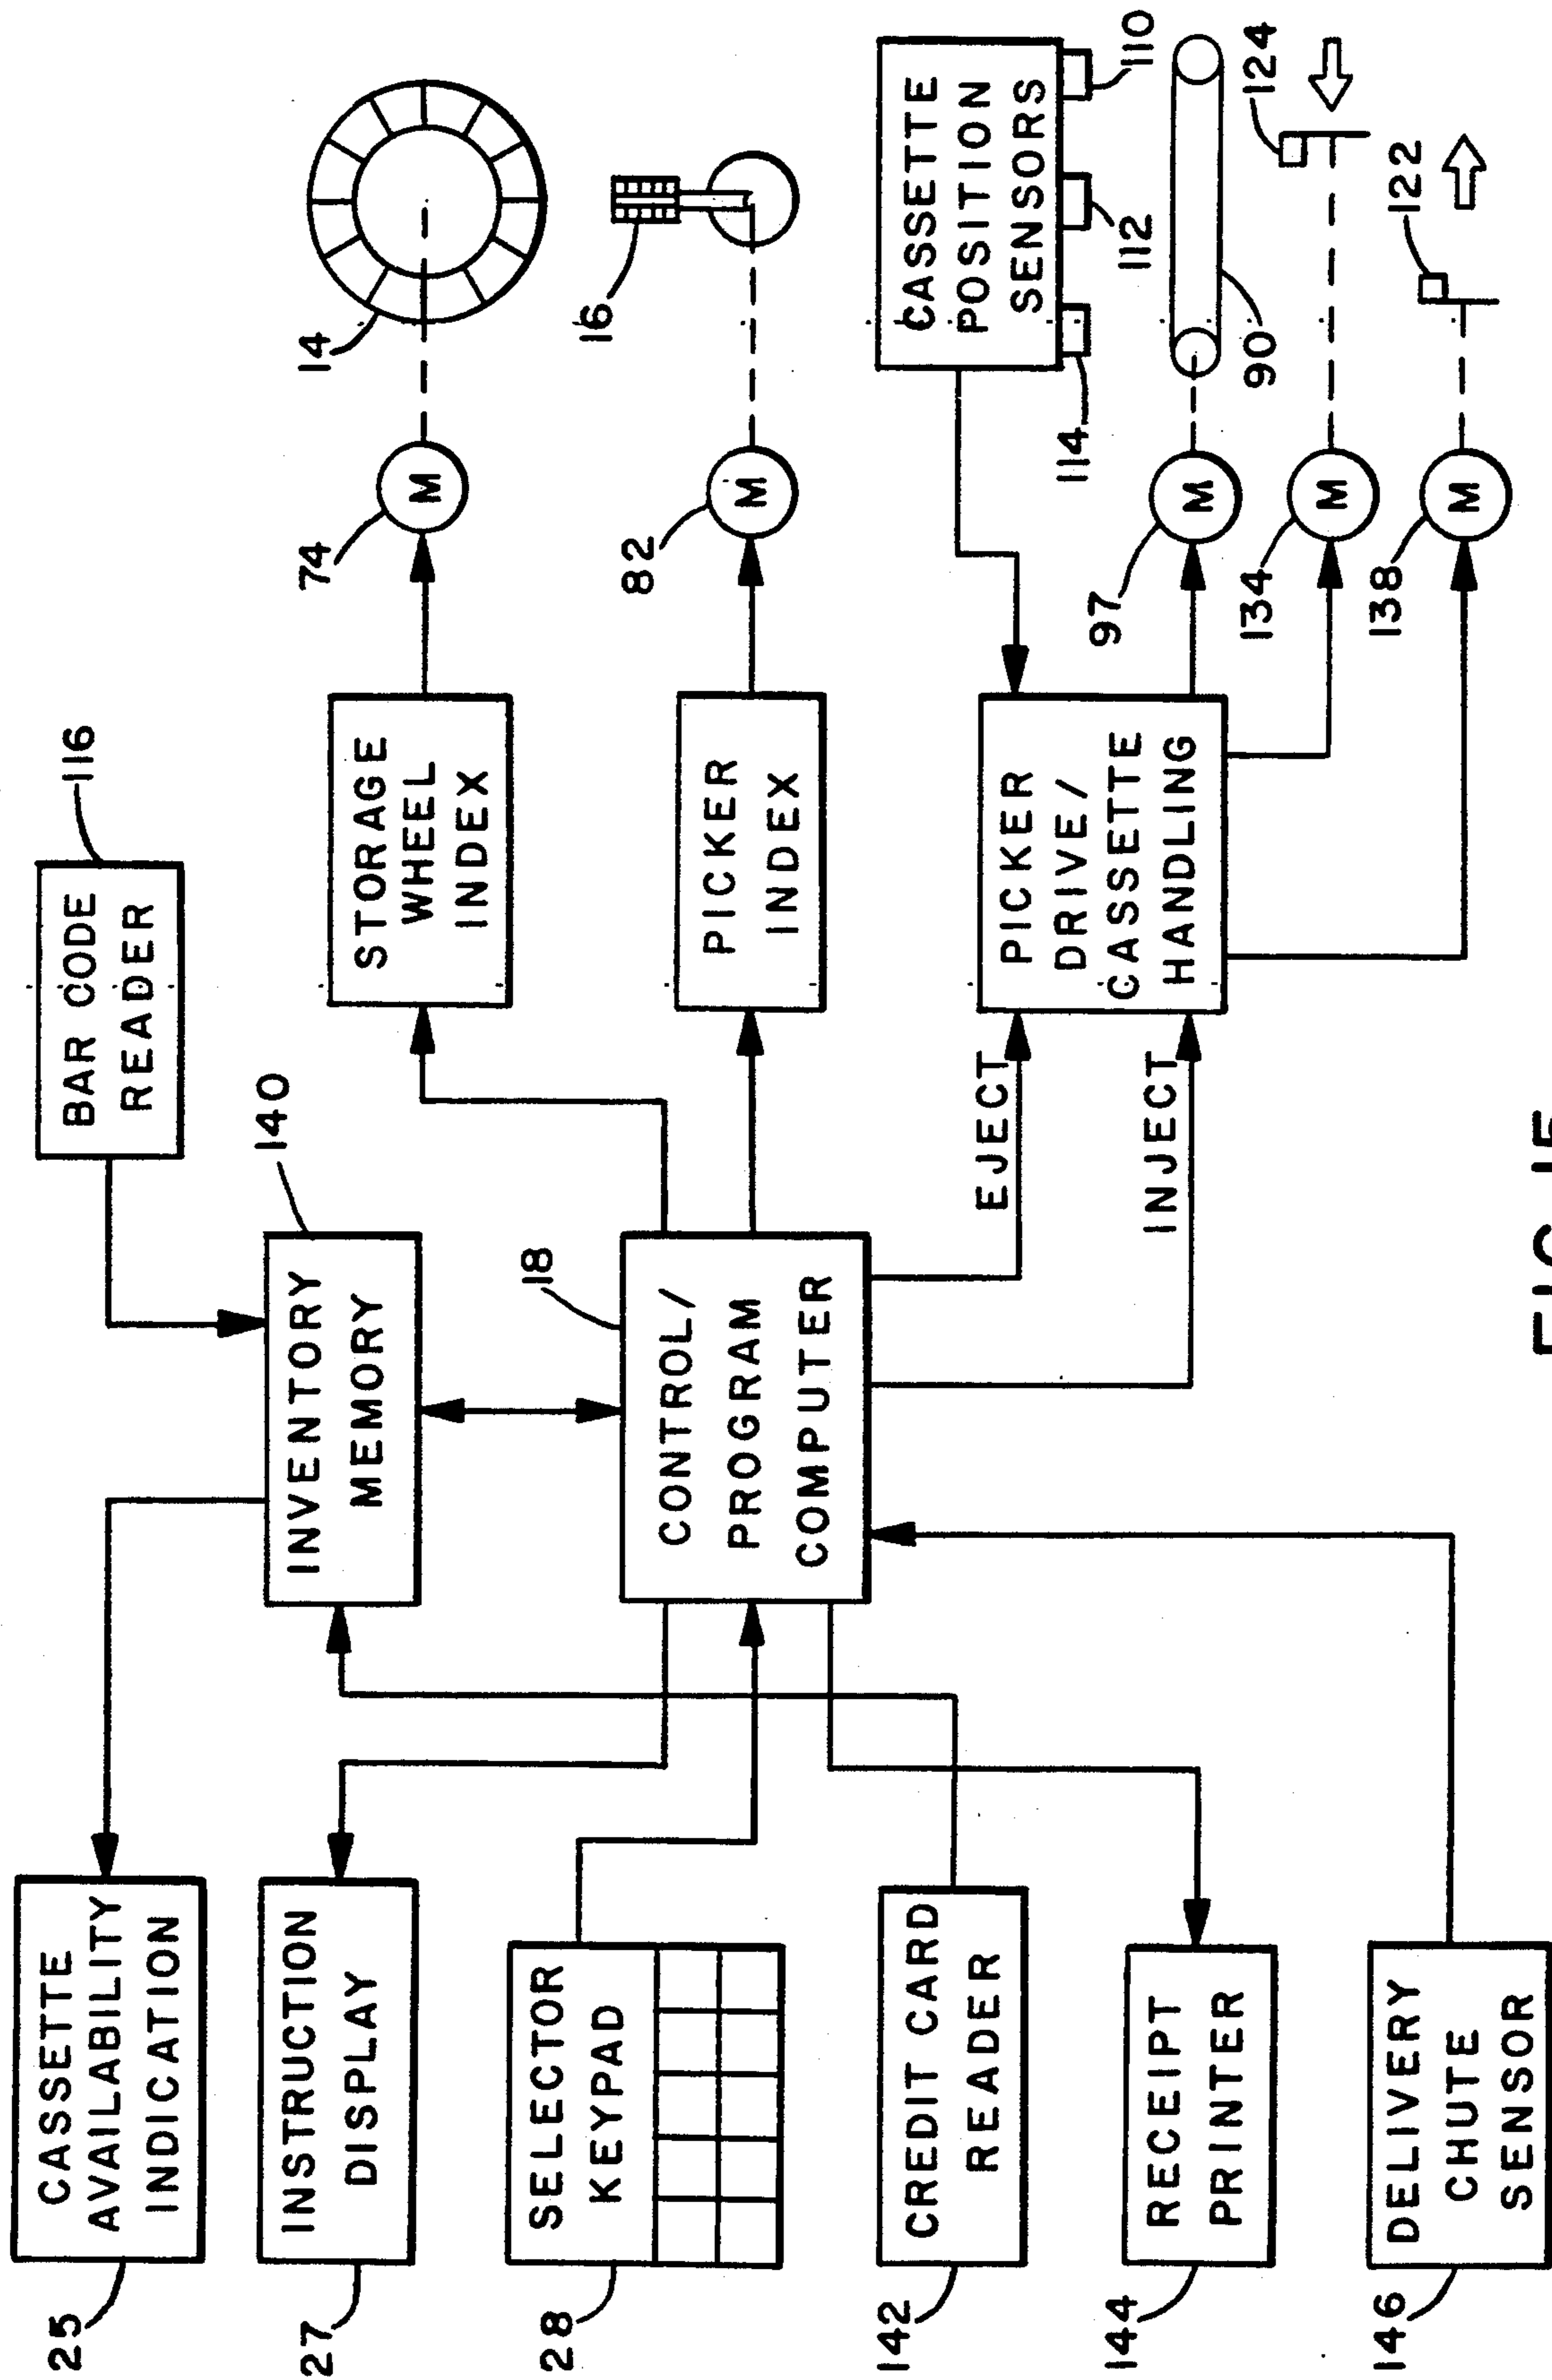 25
CASSETTE
AVAILABILITY
INDICATION
27
INSTRUCTION
DISPLAY
28
SELECTOR
KEYPAD
142
CREDIT CARD
READER
144
RECEIPT
PRINTER
146
DELIVERY
CHUTE
SENSOR
116
BAR CODE
READER
140
INVENTORY
MEMORY
18
CONTROL/
PROGRAM
COMPUTER
EJECT
INJECT
STORAGE
WHEEL
INDEX
PICKER
INDEX
PICKER
DRIVE/
CASSETTE
HANDLING
74
M
14
82
M
16
CASSETTE
POSITION
SENSORS
114
112
110
97
M
90
134
M
124
138
M
122